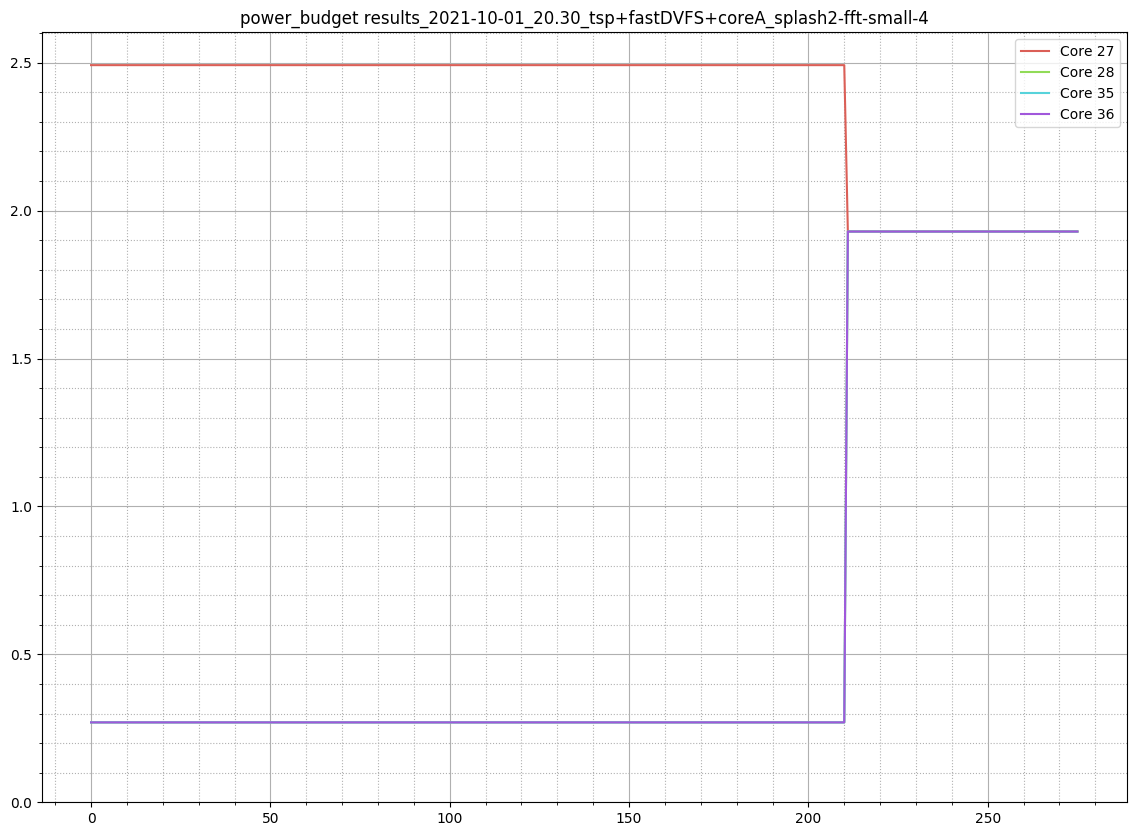 power_budget results_2021-10-01_20.30_tsp+fastDVFS+coreA_splash2-fft-small-4
Core 27
Core 28
Core 35
Core 36
2.5
2.0
1.5
1.0
0.5
0.0
0
50
100
150
200
250